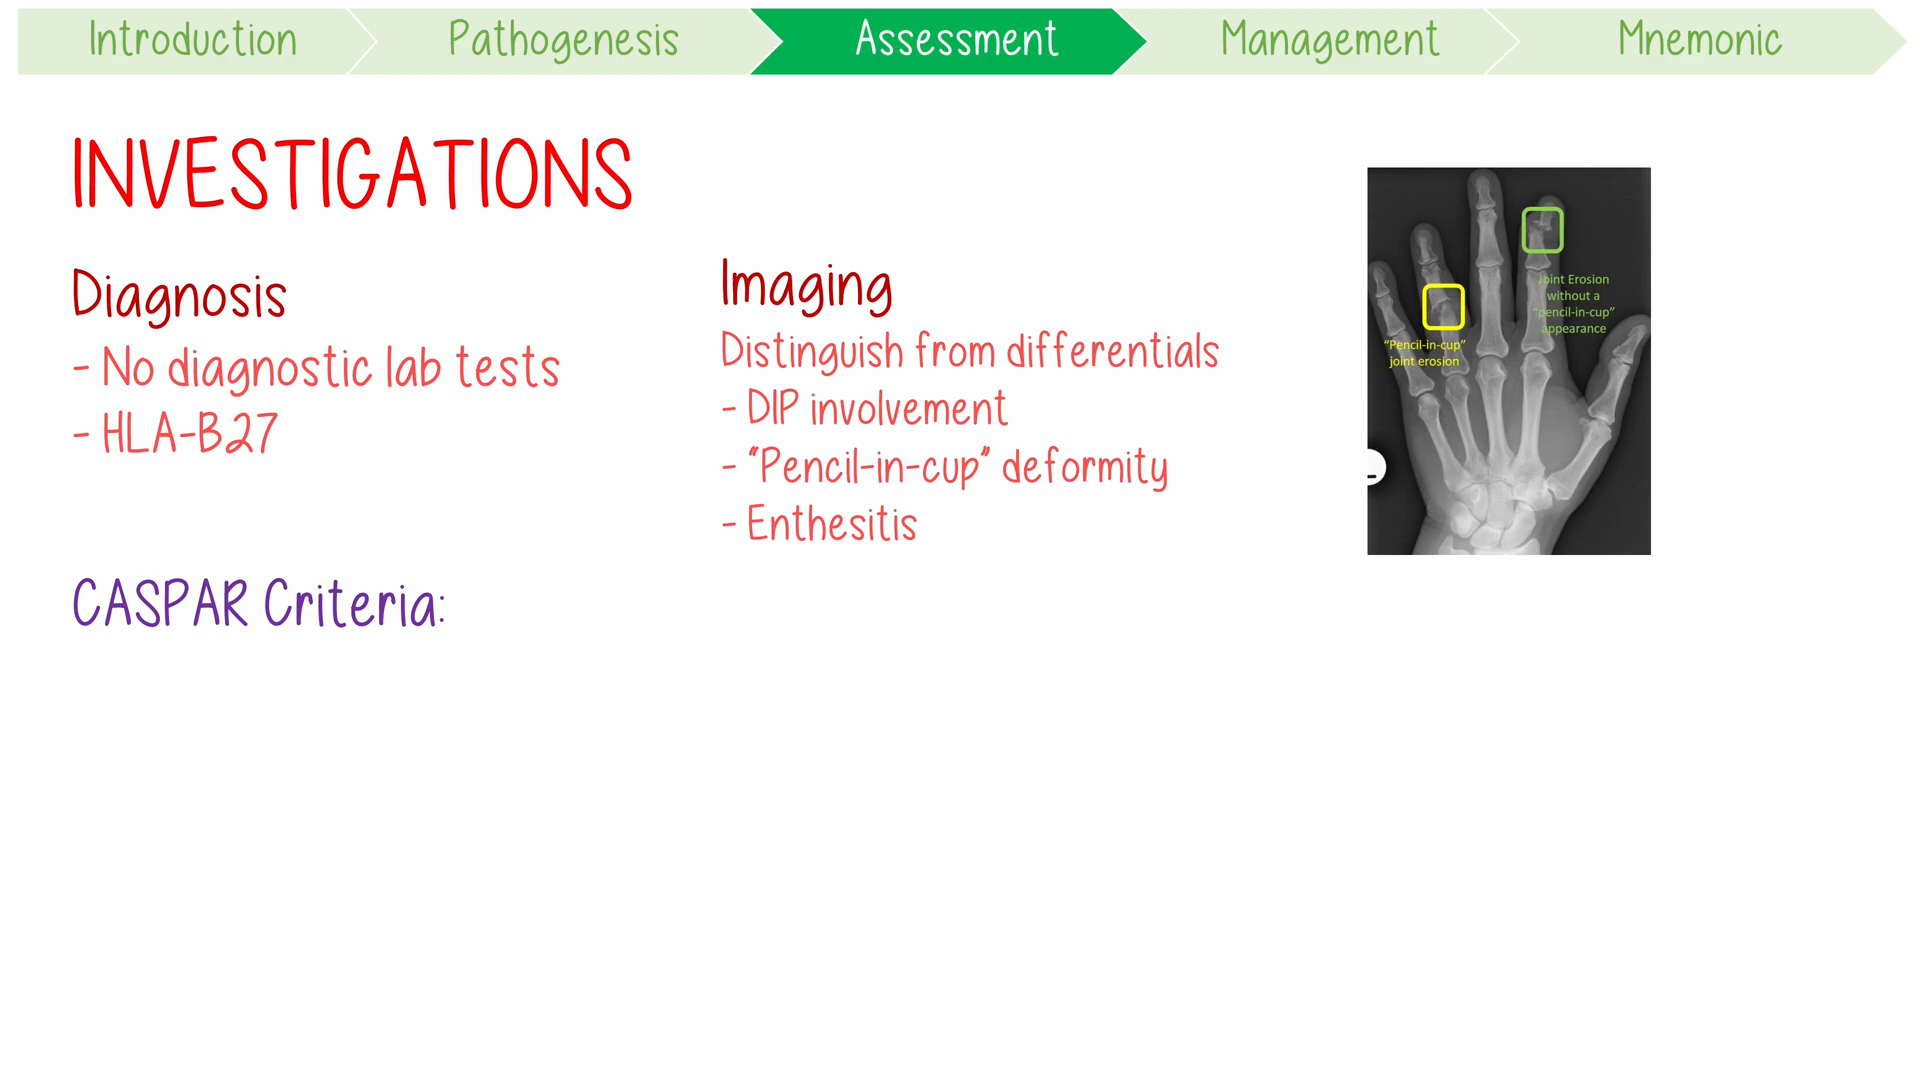 Introduction
Pathogenesis
Assessment
Management
Mnemonic
INVESTIGATIONS
Diagnosis
- No diagnostic lab tests
- HLA-B27
Imaging
Distinguish from differentials
- DIP involvement
- “Pencil-in-cup” deformity
- Enthesitis
Joint Erosion
without a
“pencil-in-cup”
appearance
“Pencil-in-cup”
joint erosion
CASPAR Criteria: